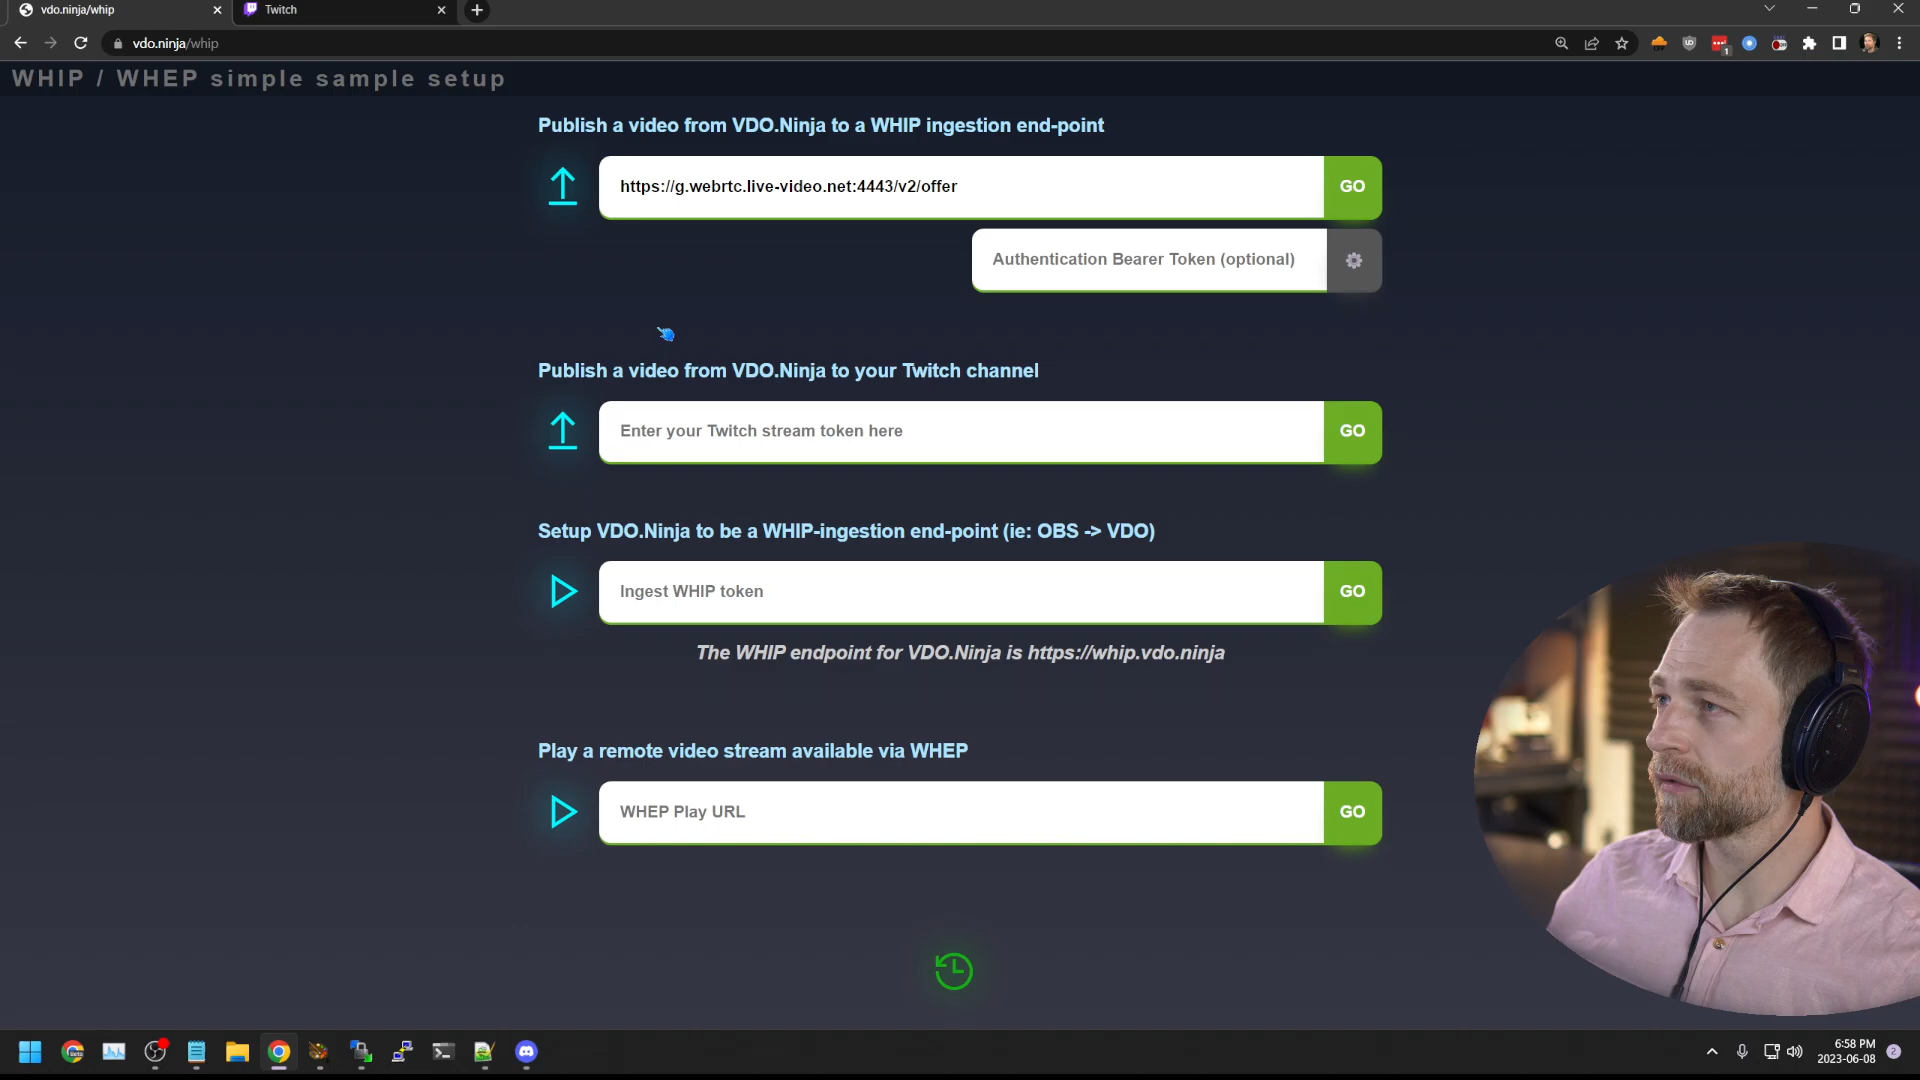 vdo.ninja/whip
Twitch
vdo.ninja/whip
1
WHIP / WHEP simple sample setup
Publish a video from VDO.Ninja to a WHIP ingestion end-point
https://g.webrtc.live-video.net:4443/v2/offer
GO
Authentication Bearer Token (optional)
Publish a video from VDO.Ninja to your Twitch channel
Enter your Twitch stream token here
GO
Setup VDO.Ninja to be a WHIP-ingestion end-point (ie: OBS -> VDO)
Ingest WHIP token
GO
The WHIP endpoint for VDO.Ninja is https://whip.vdo.ninja
Play a remote video stream available via WHEP
WHEP Play URL
GO
6:58 PM
2023-06-08
2